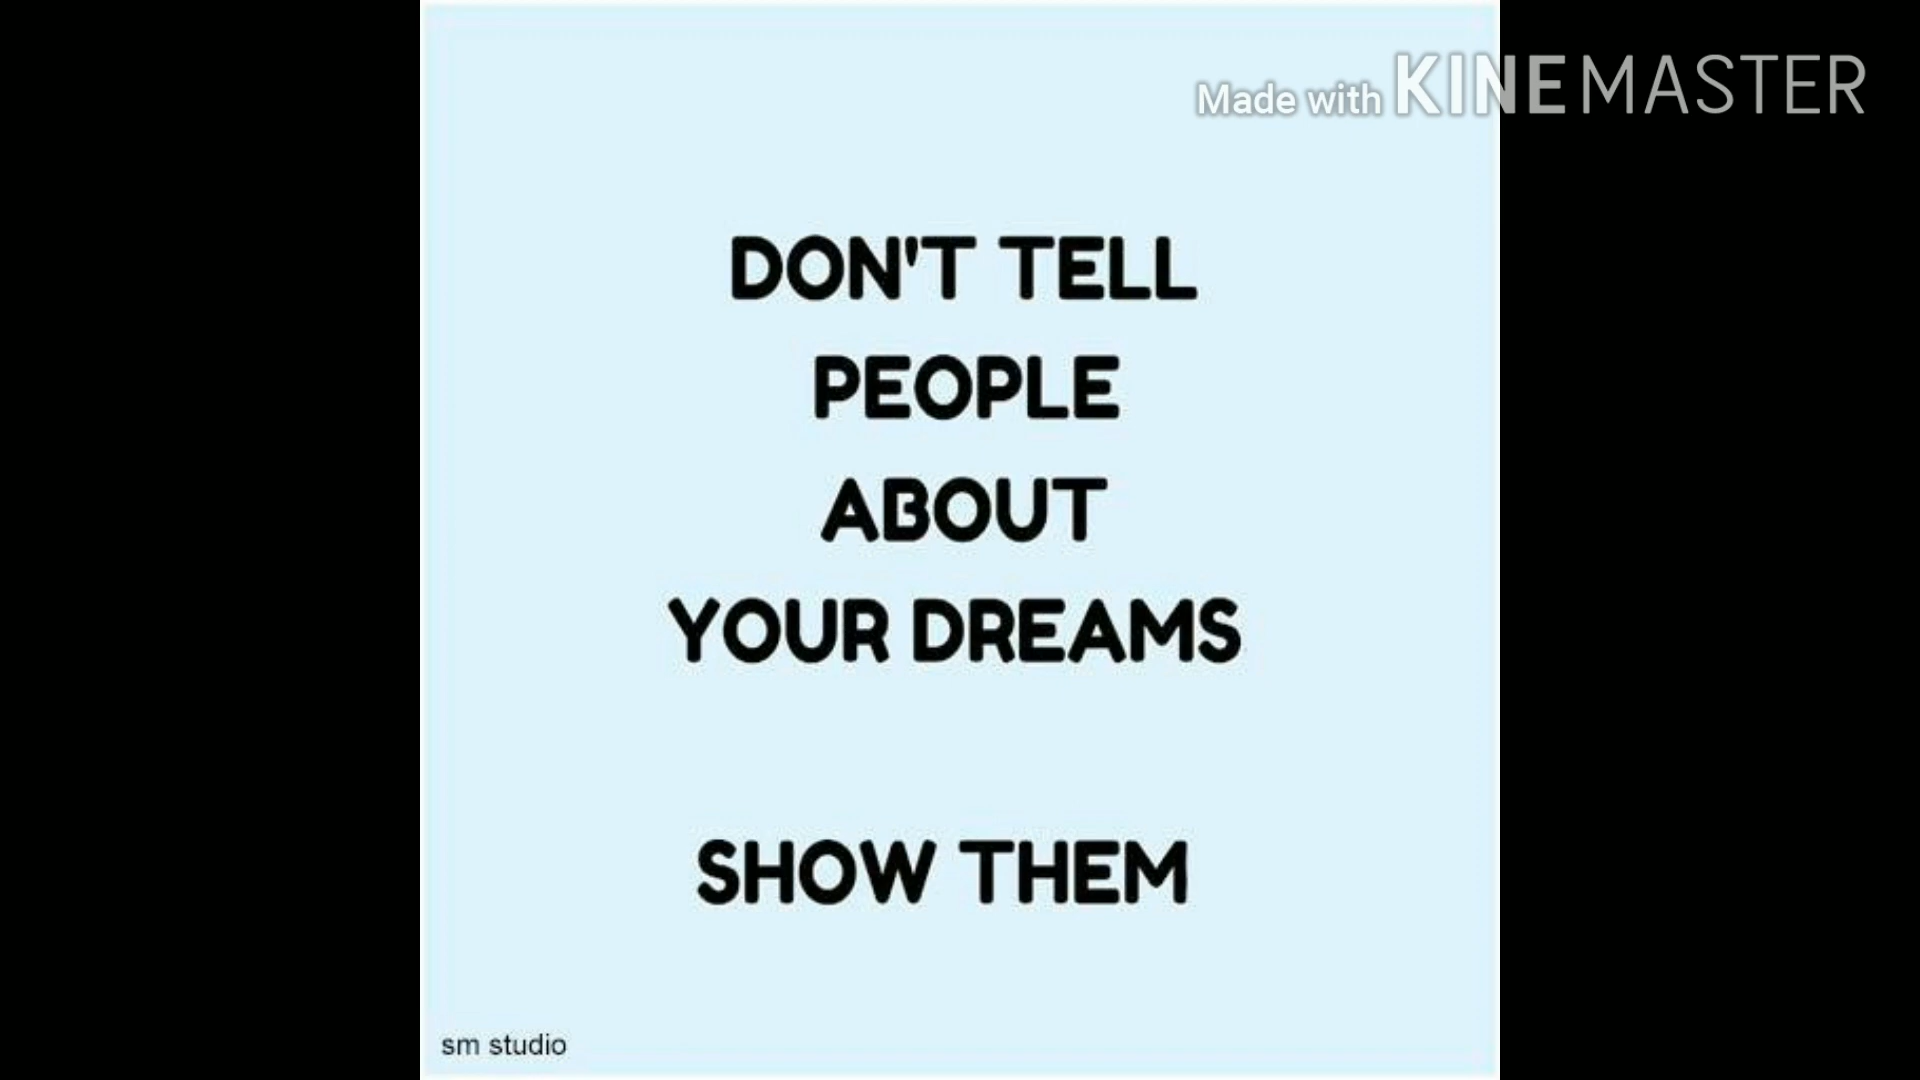 Made with KINEMASTER
DON'T TELL
PEOPLE
ABOUT
YOUR DREAMS
SHOW THEM
sm studio